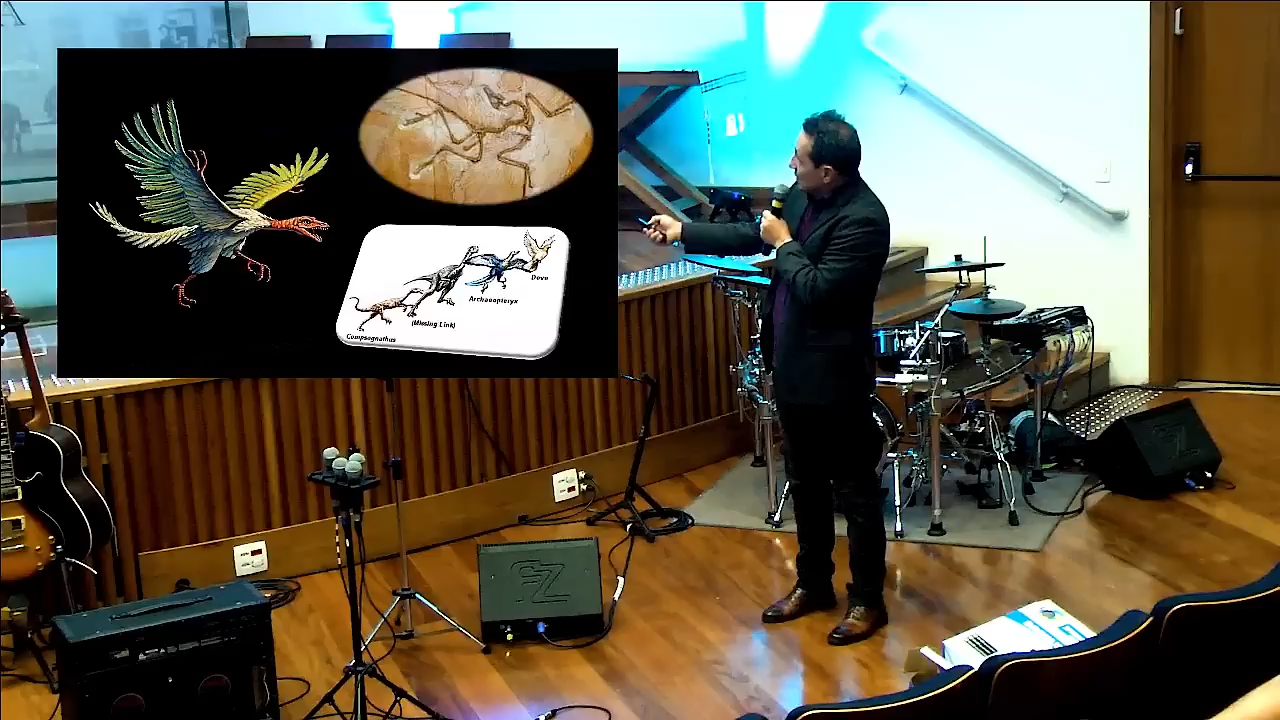 Dove
Archaeopteryx
(Missing Link)
Compsognathus